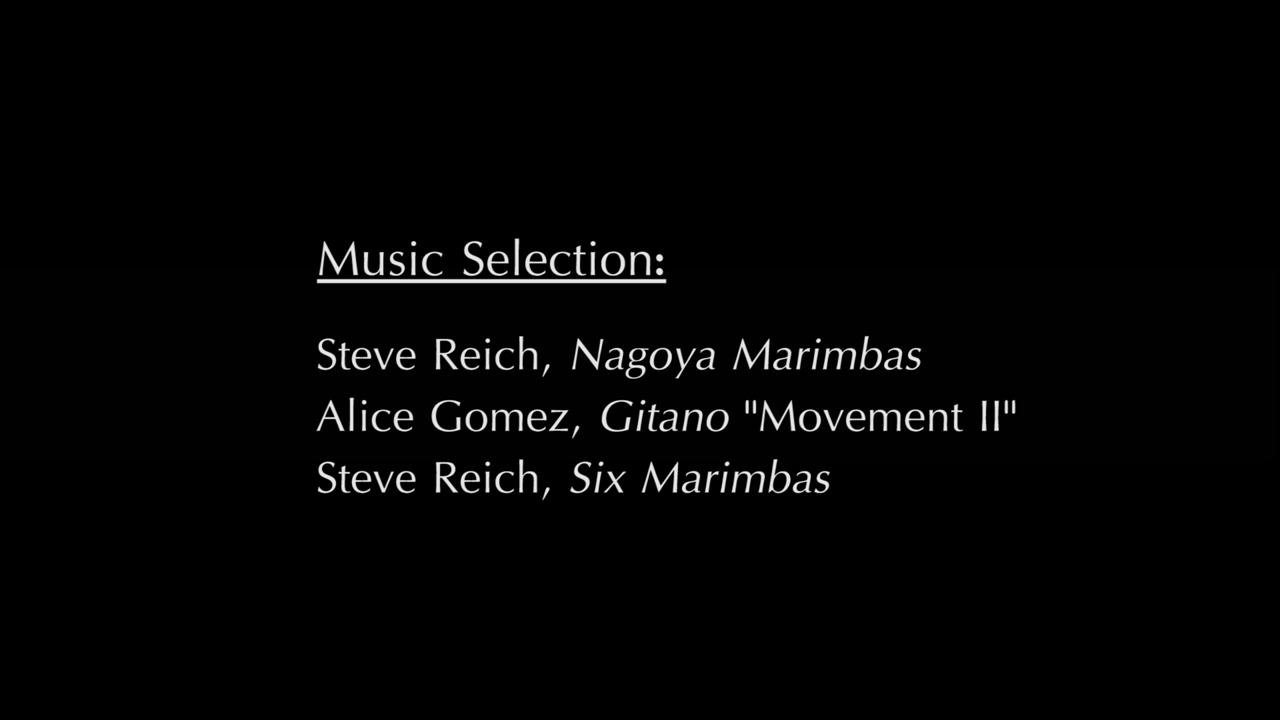 Music Selection:
Steve Reich, Nagoya Marimbas
Alice Gomez, Gitano "Movement II"
Steve Reich, Six Marimbas